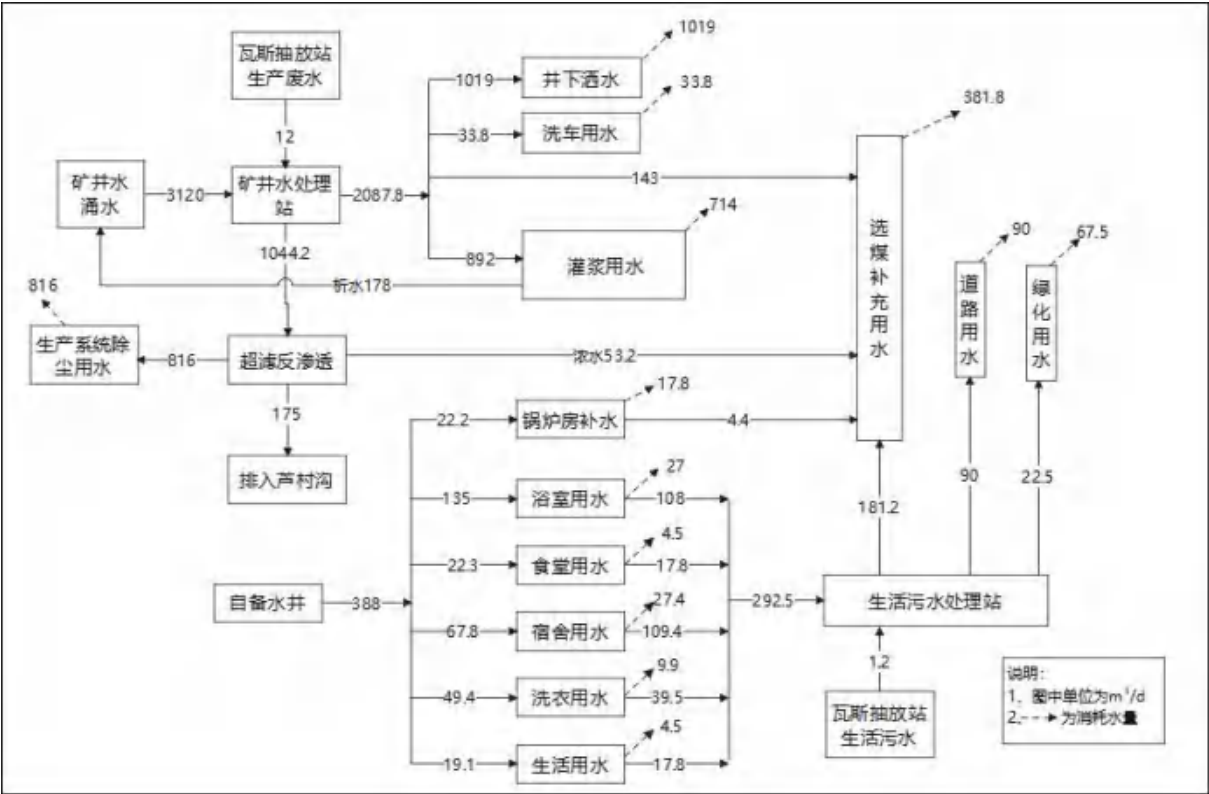 瓦斯抽放站
生产废水
12
矿井水
涌水
3120
矿井水处理
站
2087.8
1019
井下洒水
1019
33.8
洗车用水
33.8
143
892
灌浆用水
714
析水178
1044.2
816
生产系统除
尘用水
816
超滤反渗透
浓水53.2
175
排入芦村沟
选煤补充用水
381.8
道路用水
90
绿化用水
67.5
自备水井
388
22.2
锅炉房补水
17.8
4.4
135
浴室用水
27
108
22.3
食堂用水
4.5
17.8
67.8
宿舍用水
27.4
109.4
49.4
洗衣用水
9.9
39.5
19.1
生活用水
4.5
17.8
292.5
生活污水处理站
181.2
90
22.5
1.2
瓦斯抽放站
生活污水
说明:
1、图中单位为m³/d
2. 为消耗水量